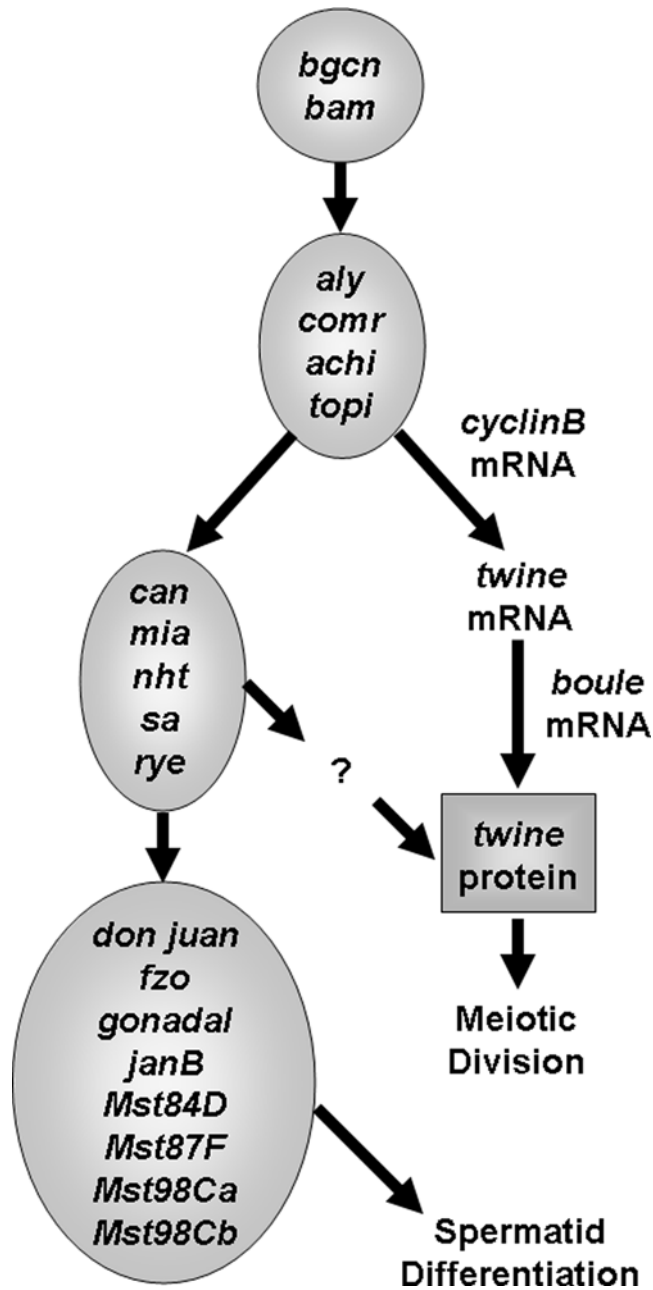 bgcn
bam
aly
comr
achi
topi
cyclinB
mRNA
can
mia
nht
sa
rye
twine
mRNA
boule
mRNA
?
twine
protein
don juan
fzo
gonadal
janB
Mst84D
Mst87F
Mst98Ca
Mst98Cb
Meiotic
Division
Spermatid
Differentiation